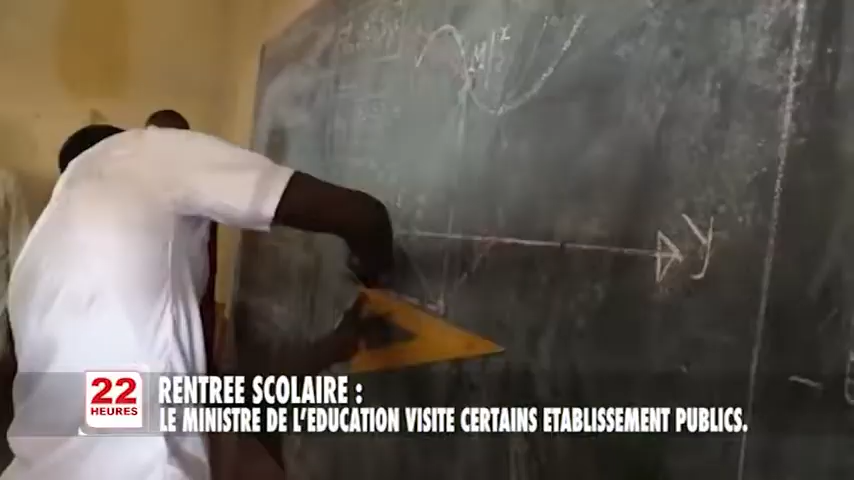 y
22
HEURES
RENTREE SCOLAIRE :
LE MINISTRE DE L'EDUCATION VISITE CERTAINS ETABLISSEMENT PUBLICS.